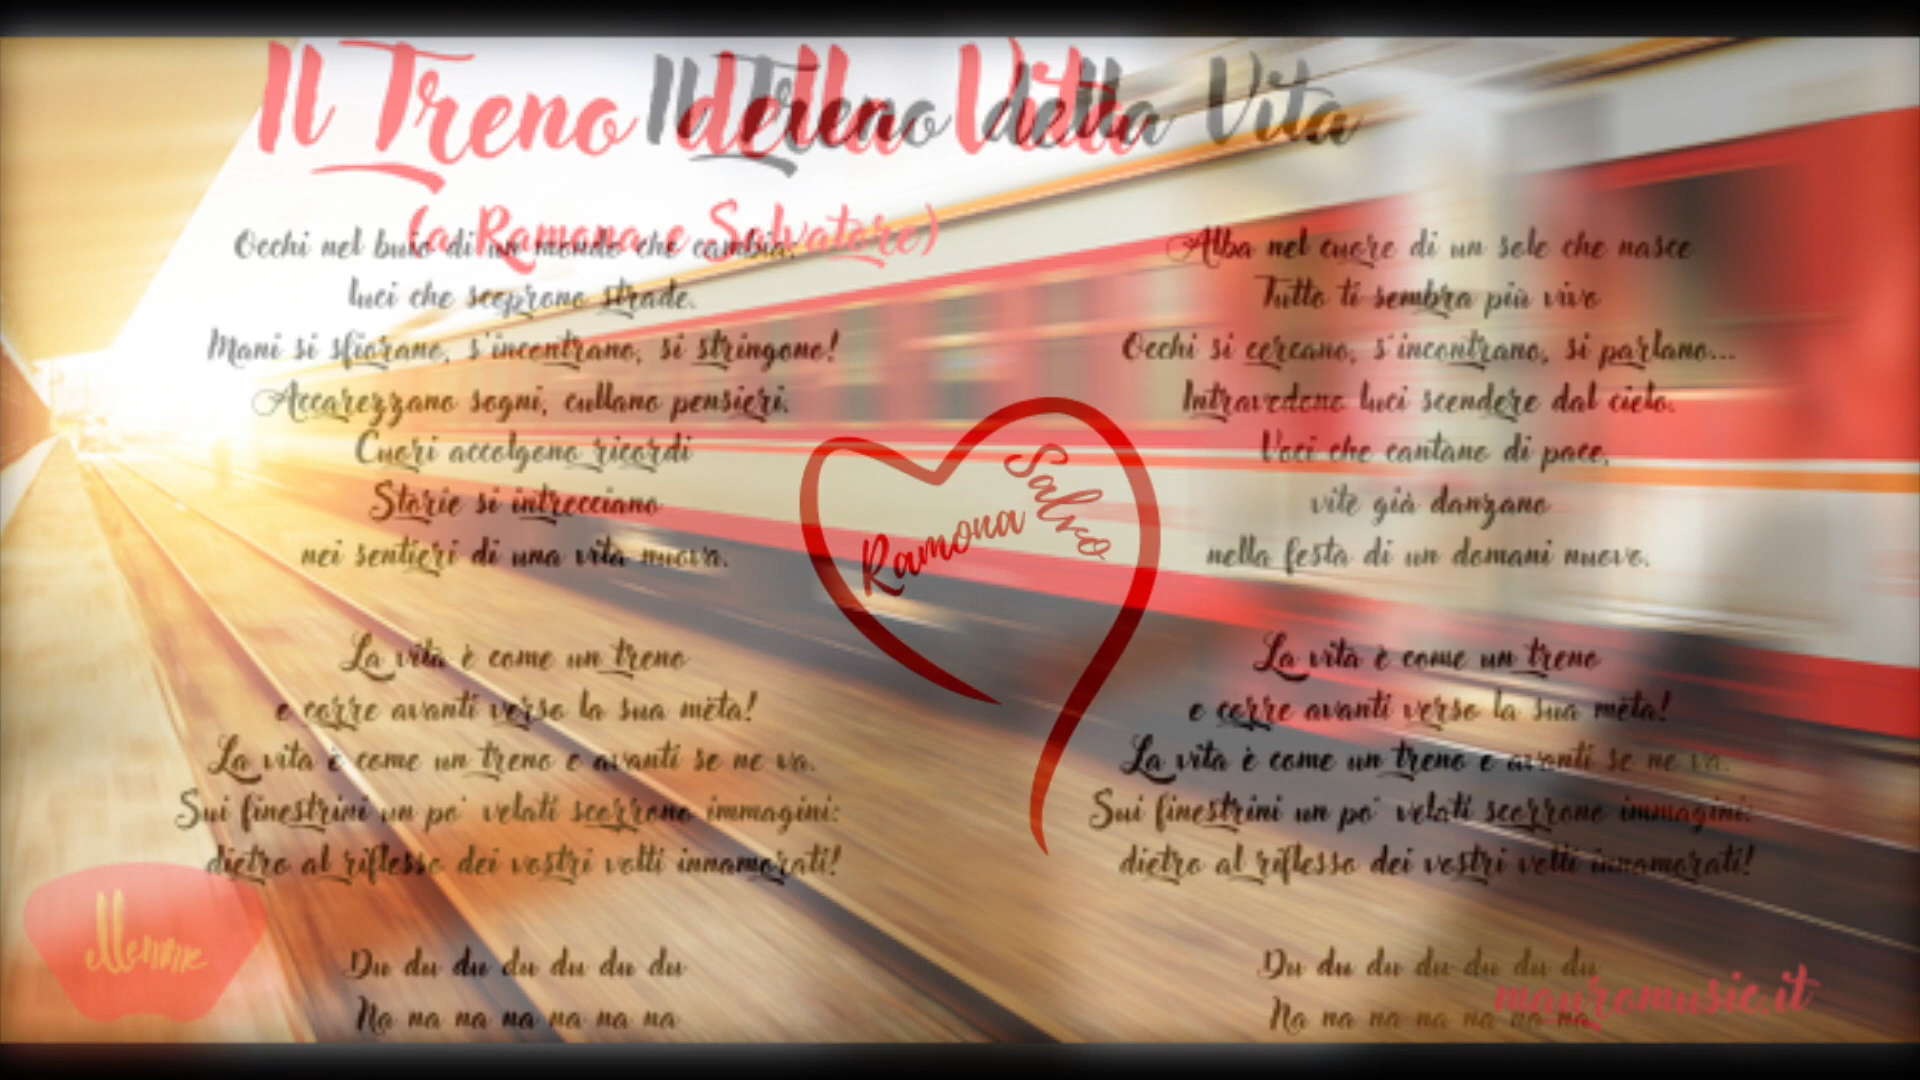 Il Treno della Vita
Il Treno della Vita
(a Ramona e Salvatore)
Occhi nel buio di un mondo che cambia:
luci che scoprono strade.
Mani si sfiorano, s'incontrano, si stringono!
Accarezzano sogni, cullano pensieri.
Cuori accolgono ricordi
Storie si intrecciano
nei sentieri di una vita nuova.
La vita è come un treno
e corre avanti verso la sua mèta!
La vita è come un treno e avanti se ne va.
Sui finestrini un po' velati scorrono immagini:
dietro al riflesso dei vostri volti innamorati!
Du du du du du du du
Na na na na na na na
Ramona
Salvo
Alba nel cuore di un sole che nasce
Tutto ti sembra più vivo
Occhi si cercano, s'incontrano, si parlano...
Intravedono luci scendere dal cielo.
Voci che cantano di pace,
vite già danzano
nella festa di un domani nuovo.
La vita è come un treno
e corre avanti verso la sua mèta!
La vita è come un treno e avanti se ne va.
Sui finestrini un po' velati scorrono immagini:
dietro al riflesso dei vostri volti innamorati!
Du du du du du du du
Na na na na na na na
mauromusic.it